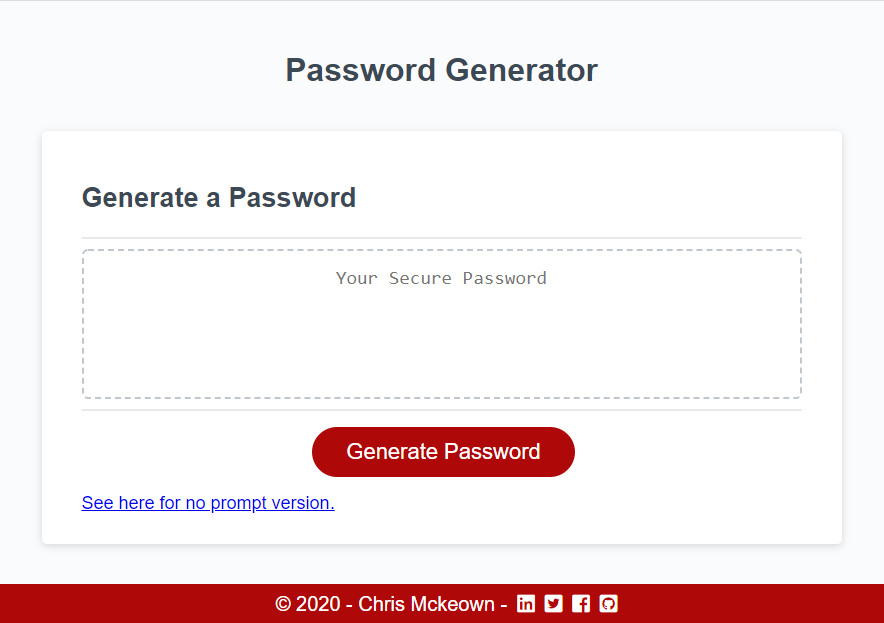 Password Generator
Generate a Password
Your Secure Password
Generate Password
See here for no prompt version.
© 2020 - Chris Mckeown -